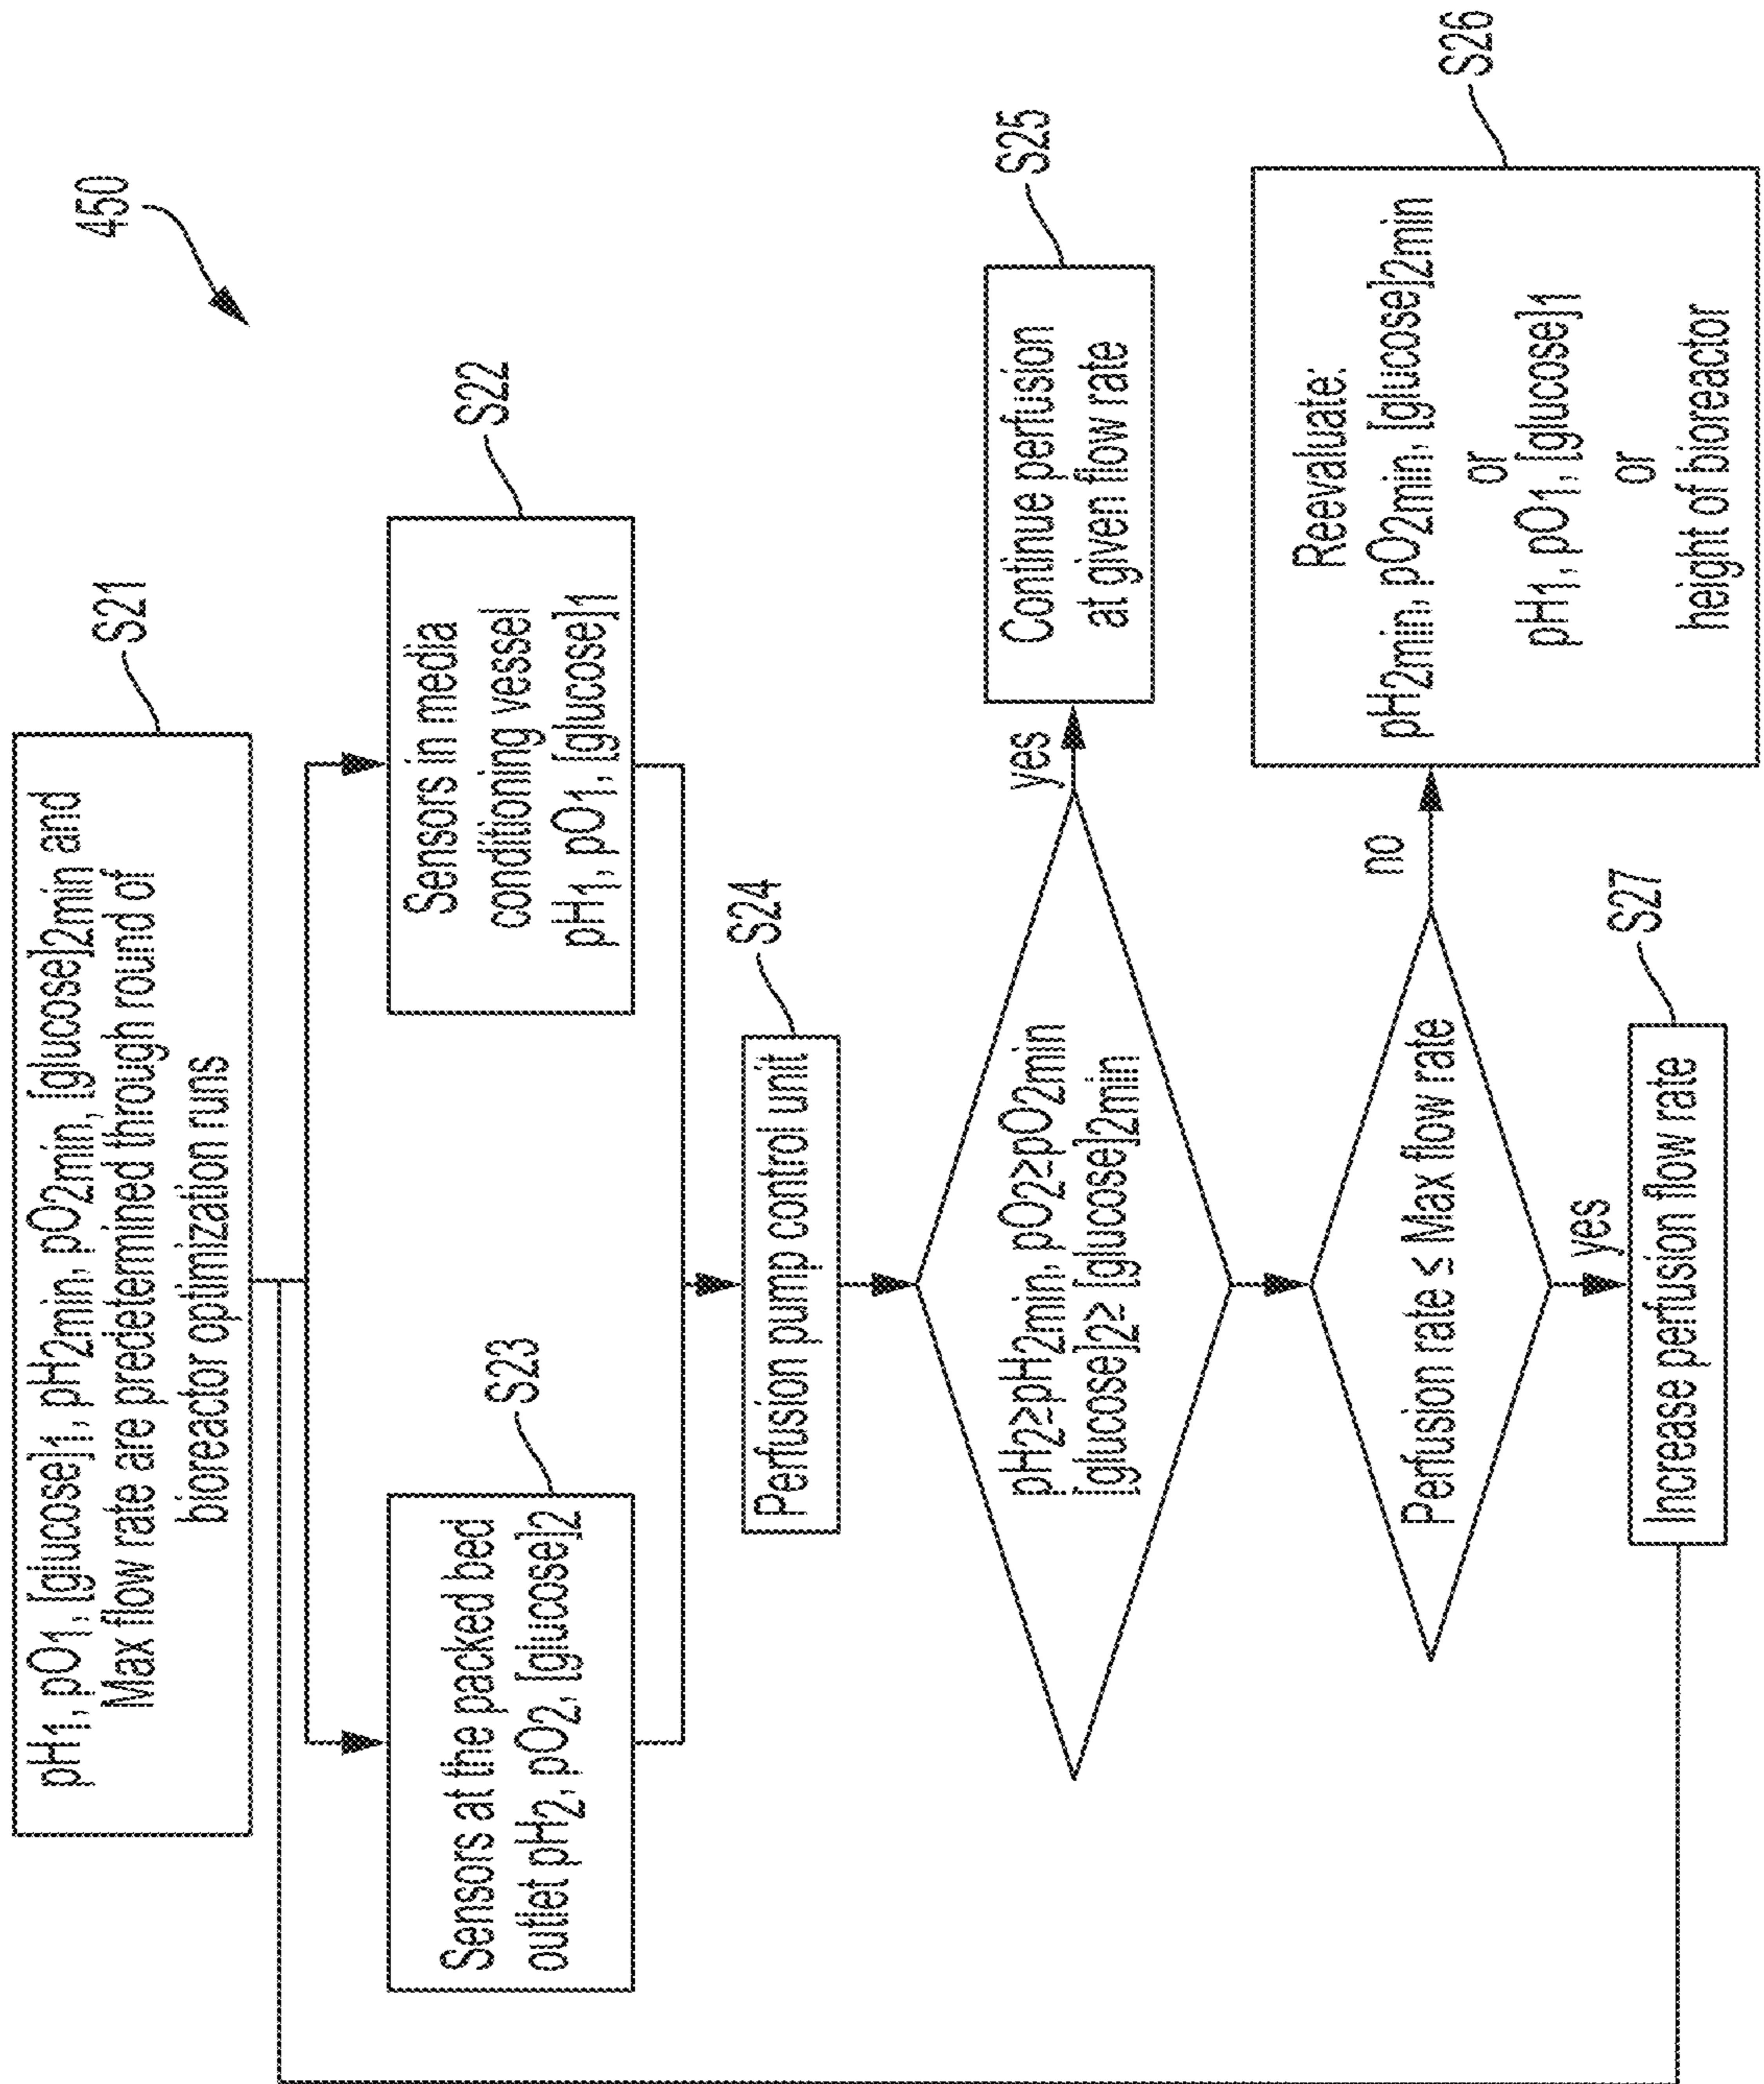 450
pH1, pO1, [glucose]1, pH2min, pO2min, [glucose]2min and
Max flow rate are predetermined through round of
bioreactor optimization runs
S21
Sensors at the packed bed
outlet pH2, pO2, [glucose]2
S23
Sensors in media
conditioning vessel
pH1, pO1, [glucose]1
S22
Perfusion pump control unit
S24
pH2≥pH2min, pO2≥pO2min
[glucose]2≥ [glucose]2min
yes
Continue perfusion
at given flow rate
S25
Perfusion rate ≤ Max flow rate
no
Reevaluate:
pH2min, pO2min, [glucose]2min
or
pH1, pO1, [glucose]1
or
height of bioreactor
S26
yes
Increase perfusion flow rate
S27